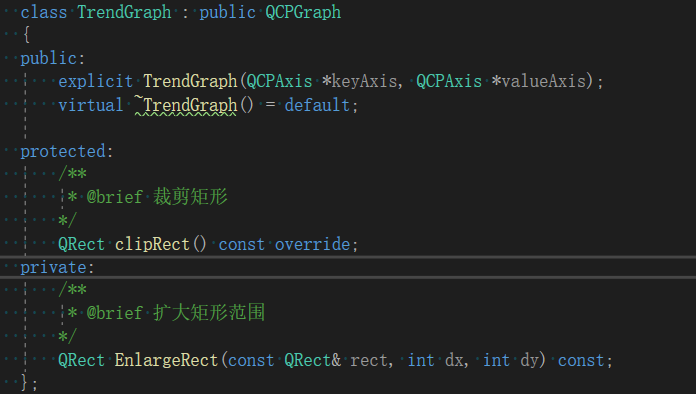 class TrendGraph : public QCPGraph
{
public:
explicit TrendGraph(QCPAxis *keyAxis, QCPAxis *valueAxis);
virtual ~TrendGraph() = default;
protected:
/**
* @brief 裁剪矩形
*/
QRect clipRect() const override;
private:
/**
* @brief 扩大矩形范围
*/
QRect EnlargeRect(const QRect& rect, int dx, int dy) const;
};